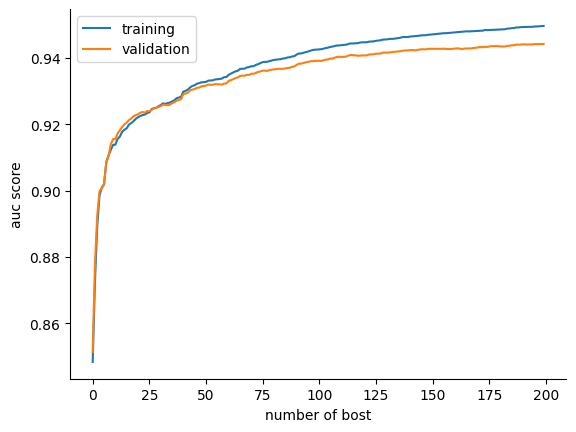 training
validation
0.94
0.92
0.90
0.88
0.86
auc score
0 25 50 75 100 125 150 175 200
number of bost